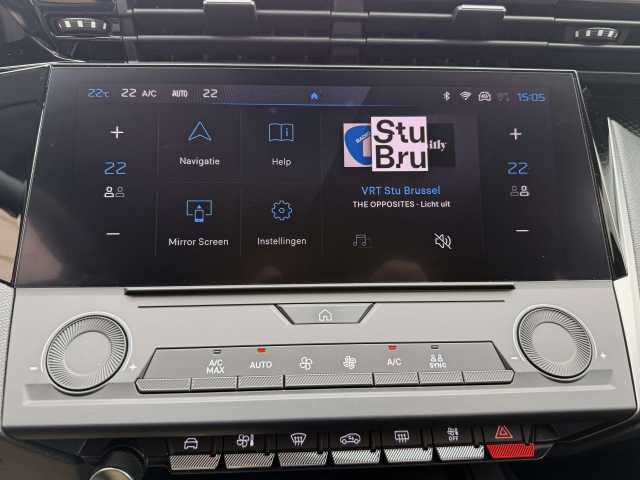 22°C 22 A/C AUTO 22 15:05
+ +
22 22
Navigatie Help
Stu
Bru
VRT Stu Brussel
THE OPPOSITES - Licht uit
Mirror Screen Instellingen
- -
- + - +
A/C
MAX AUTO A/C SYNC
OFF